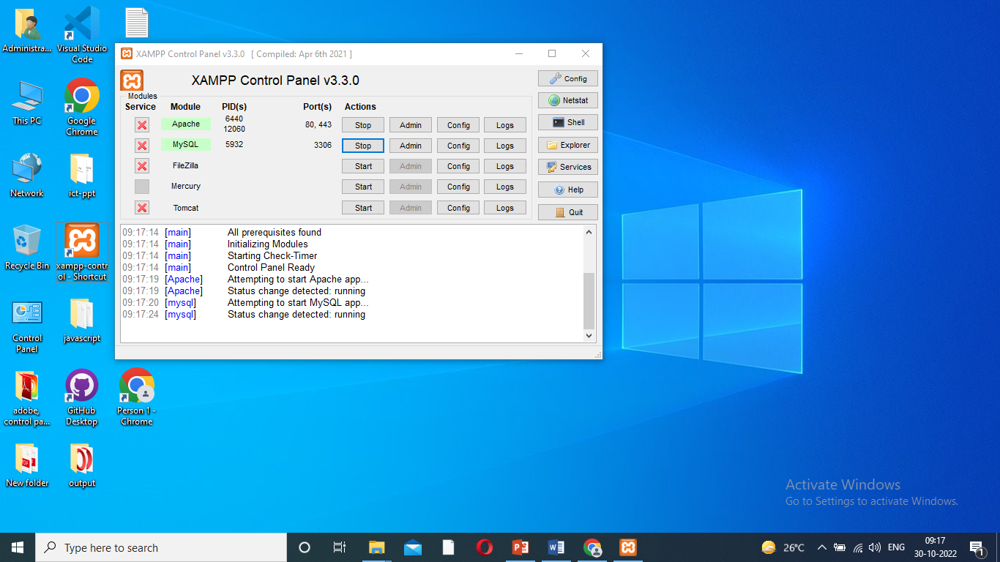 Administra...
Visual Studio
Code
This PC
Google
Chrome
Network
ict-ppt
Recycle Bin
xampp-contr
ol - Shortcut
Control
Panel
javascript
adobe,
control pa...
GitHub
Desktop
Person 1 -
Chrome
New folder
output
XAMPP Control Panel v3.3.0 [ Compiled: Apr 6th 2021 ]
XAMPP Control Panel v3.3.0
Modules
Service Module PID(s) Port(s) Actions
Apache 6440 12060 80, 443 Stop Admin Config Logs
MySQL 5932 3306 Stop Admin Config Logs
FileZilla Start Admin Config Logs
Mercury Start Admin Config Logs
Tomcat Start Admin Config Logs
Config
Netstat
Shell
Explorer
Services
Help
Quit
09:17:14 [main] All prerequisites found
09:17:14 [main] Initializing Modules
09:17:14 [main] Starting Check-Timer
09:17:14 [main] Control Panel Ready
09:17:19 [Apache] Attempting to start Apache app...
09:17:19 [Apache] Status change detected: running
09:17:20 [mysql] Attempting to start MySQL app...
09:17:24 [mysql] Status change detected: running
Activate Windows
Go to Settings to activate Windows.
Type here to search
26°C
ENG
09:17
30-10-2022
1